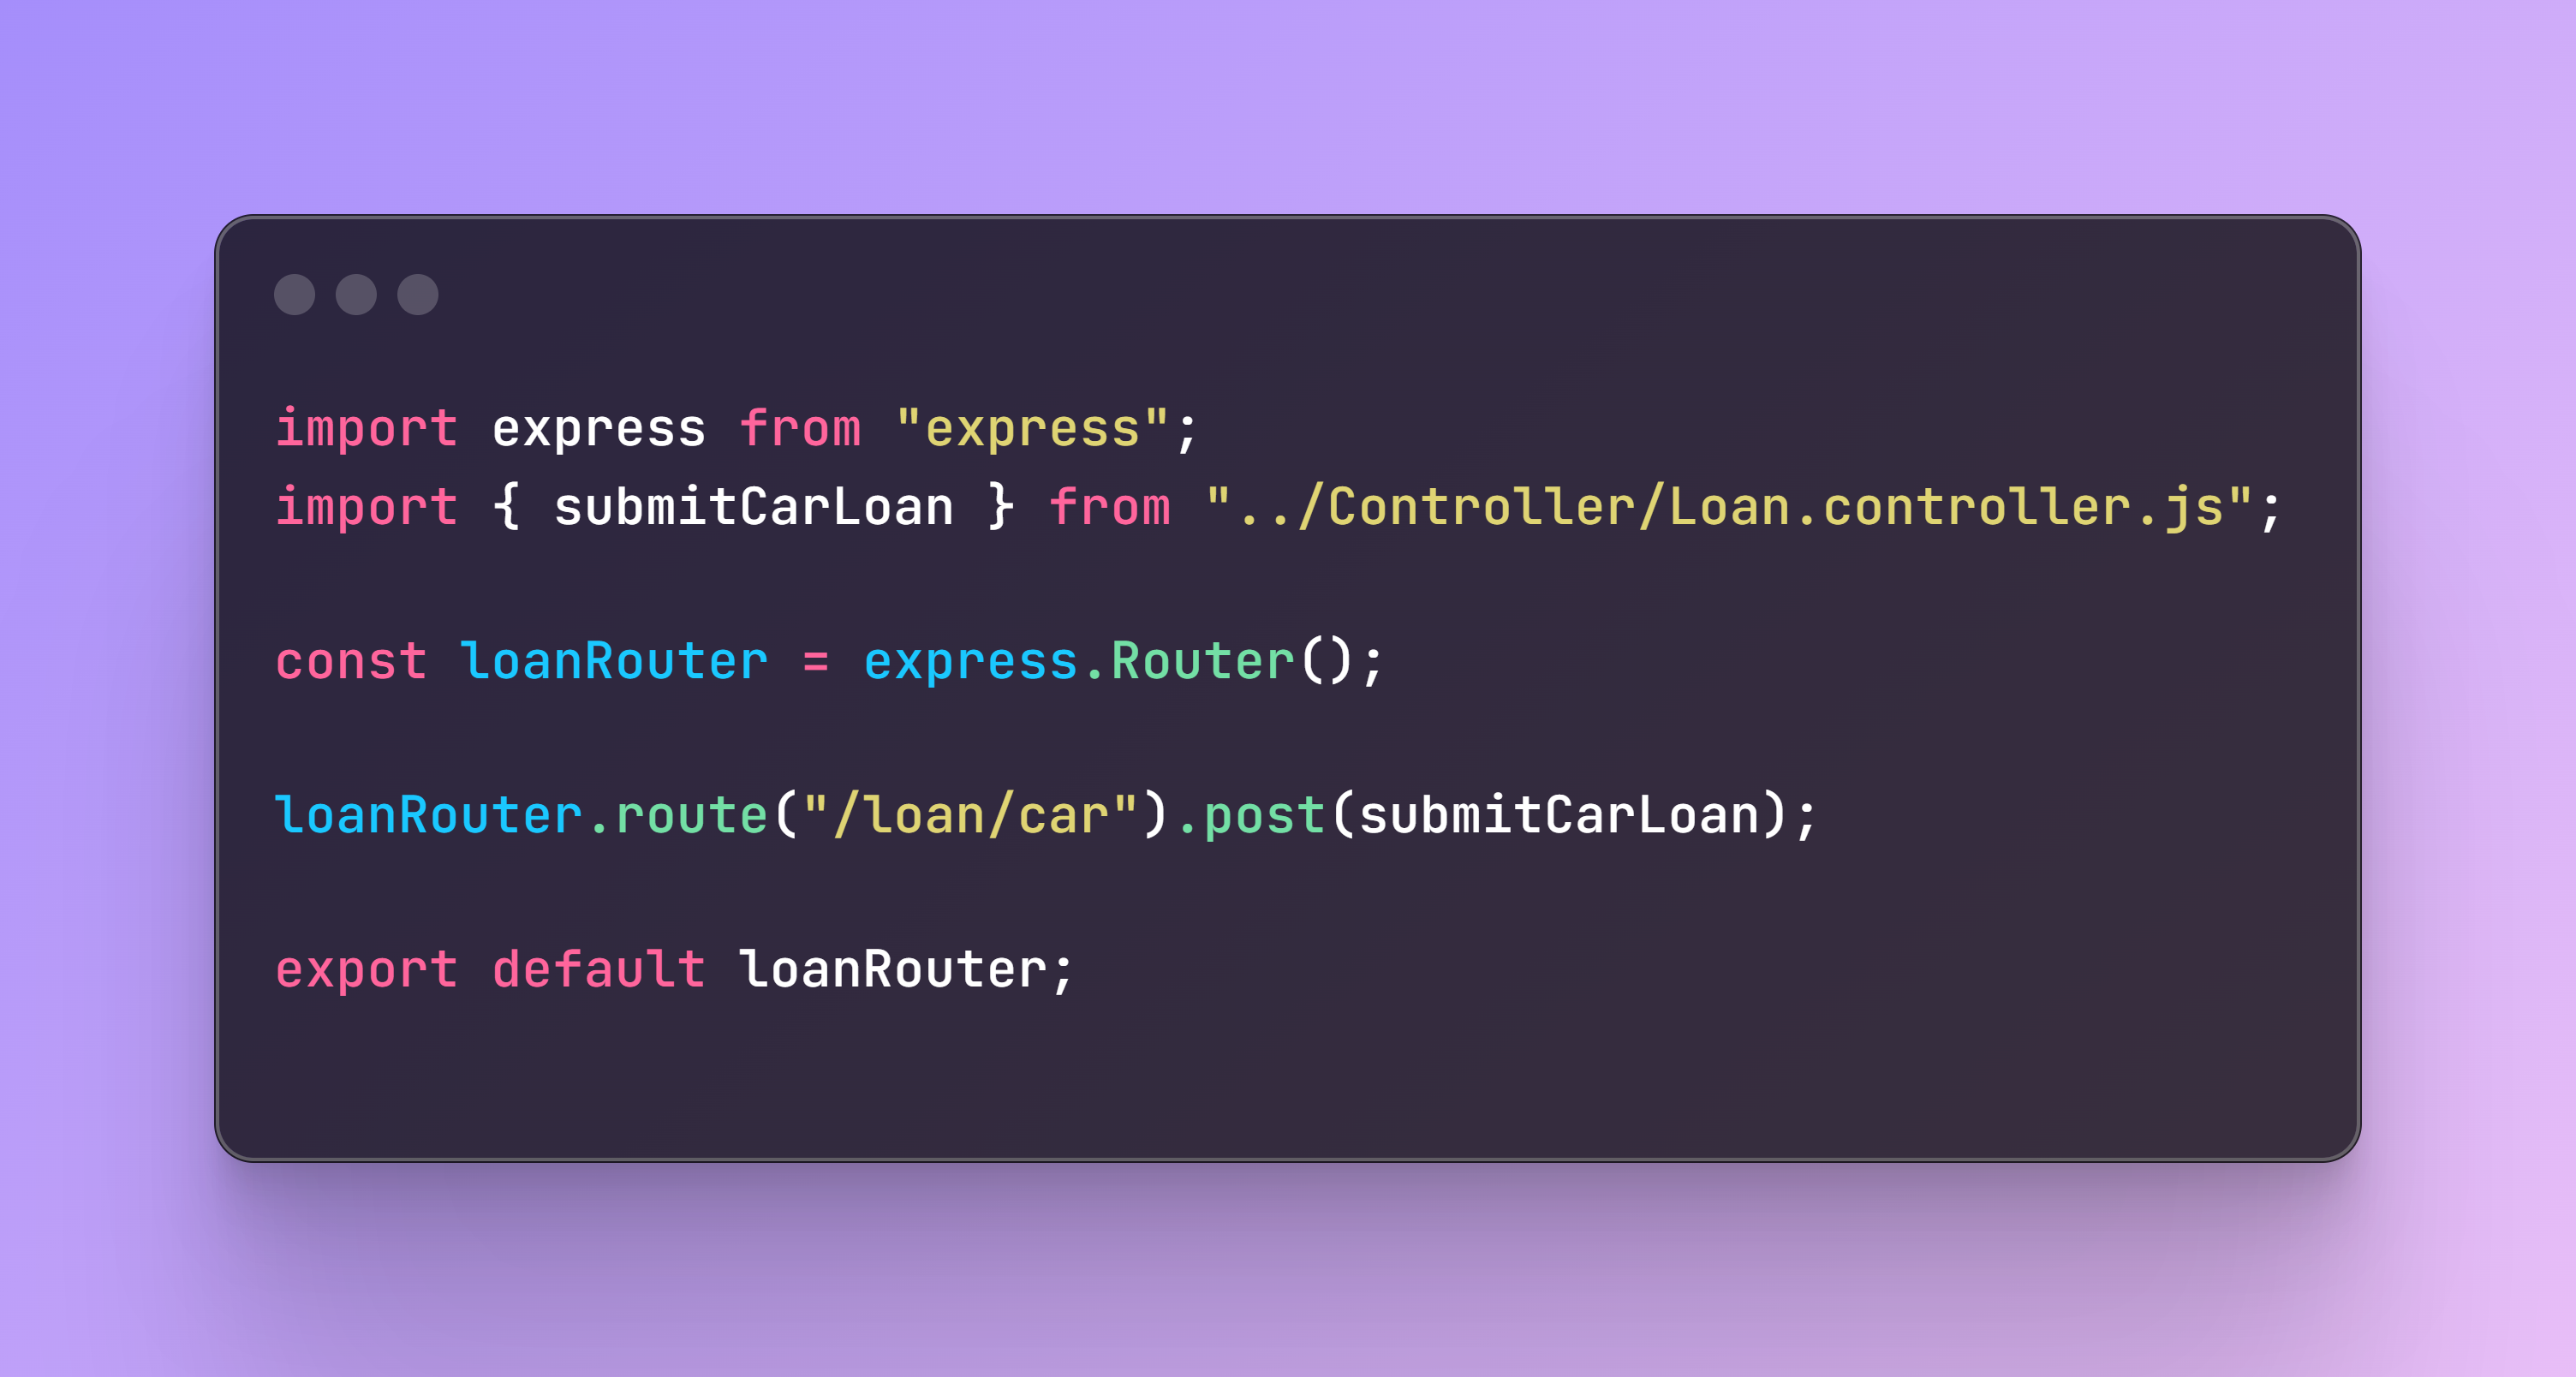 import express from "express";
import { submitCarLoan } from "../Controller/Loan.controller.js";
const loanRouter = express.Router();
loanRouter.route("/loan/car").post(submitCarLoan);
export default loanRouter;